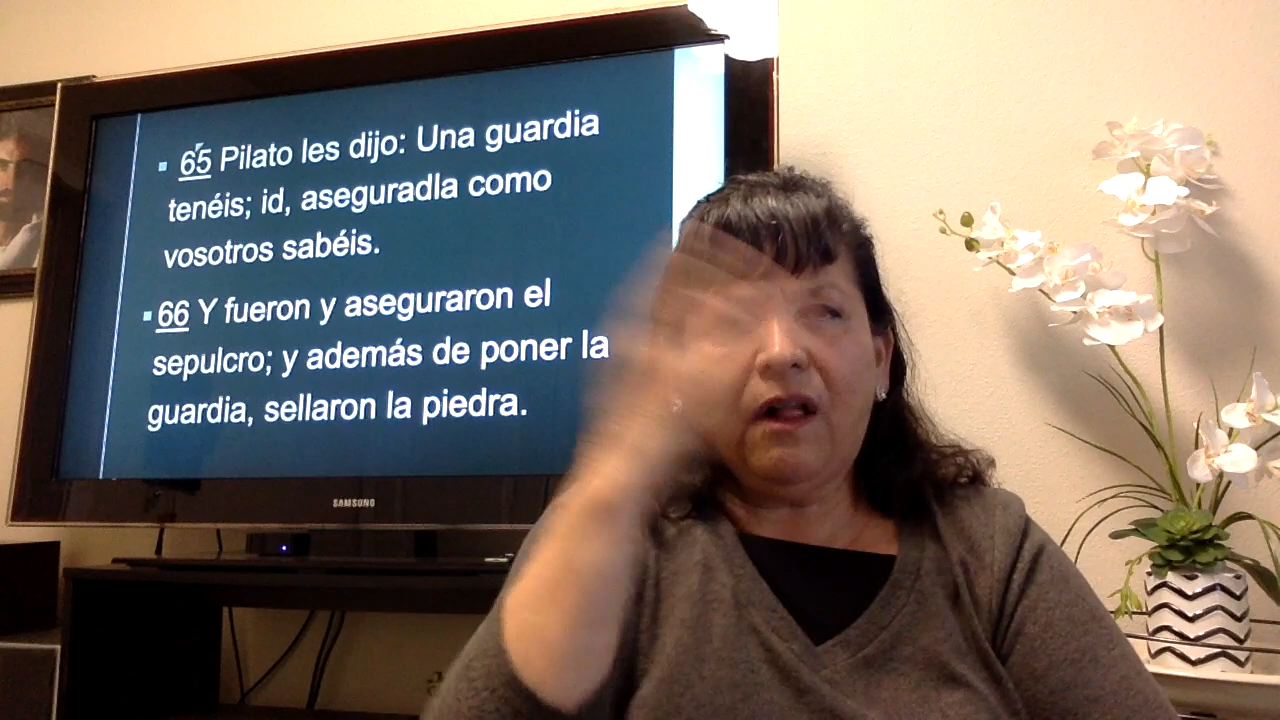 65 Pilato les dijo: Una guardia
tenéis; id, aseguradla como
vosotros sabéis.
66 Y fueron y aseguraron el
sepulcro; y además de poner la
guardia, sellaron la piedra.
SAMSUNG